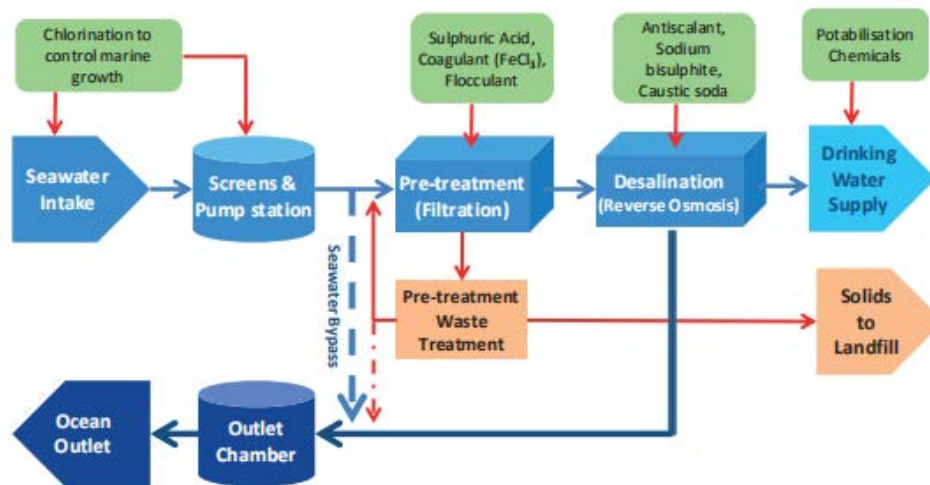 Chlorination to
control marine
growth
Sulphuric Acid,
Coagulant (FeCl₃),
Flocculant
Antiscalant,
Sodium
bisulphite,
Caustic soda
Potabilisation
Chemicals
Seawater
Intake
Screens &
Pump station
Pre-treatment
(Filtration)
Desalination
(Reverse Osmosis)
Drinking
Water
Supply
Seawater Bypass
Pre-treatment
Waste
Treatment
Solids
to
Landfill
Ocean
Outlet
Outlet
Chamber